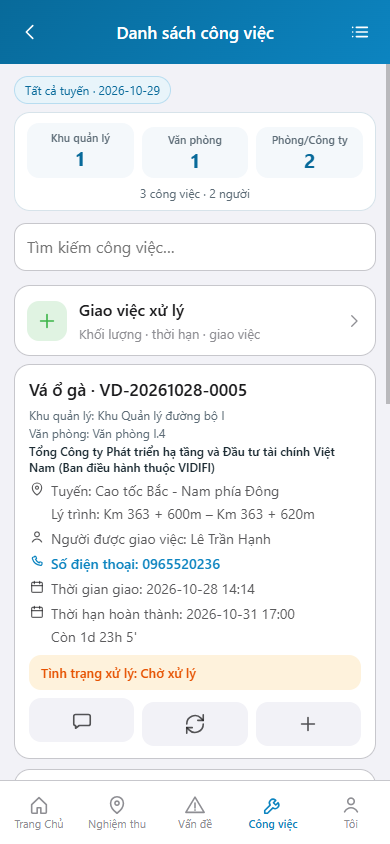 Danh sách công việc
Tất cả tuyến · 2026-10-29
Khu quản lý
1
Văn phòng
1
Phòng/Công ty
2
3 công việc · 2 người
Tìm kiếm công việc...
Giao việc xử lý
Khối lượng · thời hạn · giao việc
Vá ổ gà · VD-20261028-0005
Khu quản lý: Khu Quản lý đường bộ I
Văn phòng: Văn phòng I.4
Tổng Công ty Phát triển hạ tầng và Đầu tư tài chính Việt
Nam (Ban điều hành thuộc VIDIFI)
Tuyến: Cao tốc Bắc - Nam phía Đông
Lý trình: Km 363 + 600m – Km 363 + 620m
Người được giao việc: Lê Trần Hạnh
Số điện thoại: 0965520236
Thời gian giao: 2026-10-28 14:14
Thời hạn hoàn thành: 2026-10-31 17:00
Còn 1d 23h 5'
Tình trạng xử lý: Chờ xử lý
Trang Chủ
Nghiệm thu
Vấn đề
Công việc
Tôi